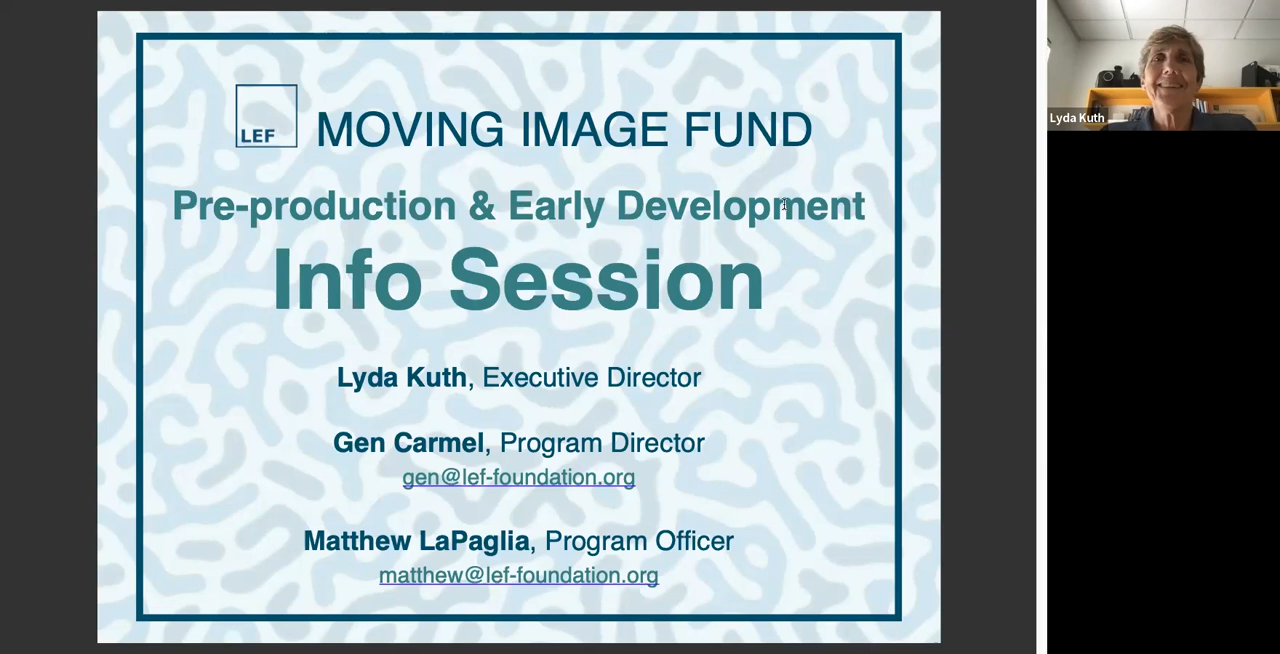 LEF
MOVING IMAGE FUND
Pre-production & Early Development
Info Session
Lyda Kuth, Executive Director
Gen Carmel, Program Director
gen@lef-foundation.org
Matthew LaPaglia, Program Officer
matthew@lef-foundation.org
Lyda Kuth